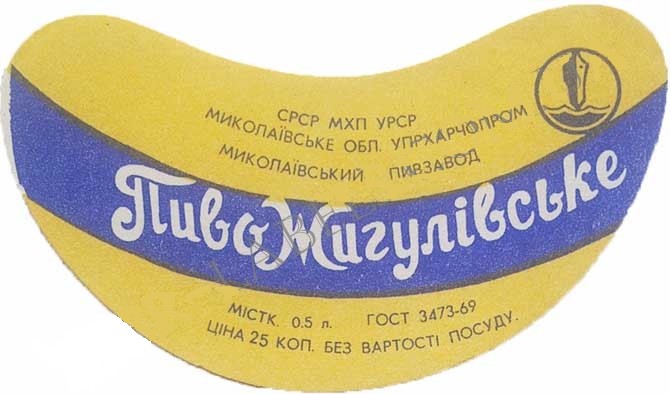 СРСР МХП УРСР
МИКОЛАЇВСЬКЕ ОБЛ. УПРХАРЧОПРОМ
МИКОЛАЇВСЬКИЙ ПИВЗАВОД
Пиво Жигулівське
МІСТК. 0.5 л. ГОСТ 3473-69
ЦІНА 25 КОП. БЕЗ ВАРТОСТІ ПОСУДУ.